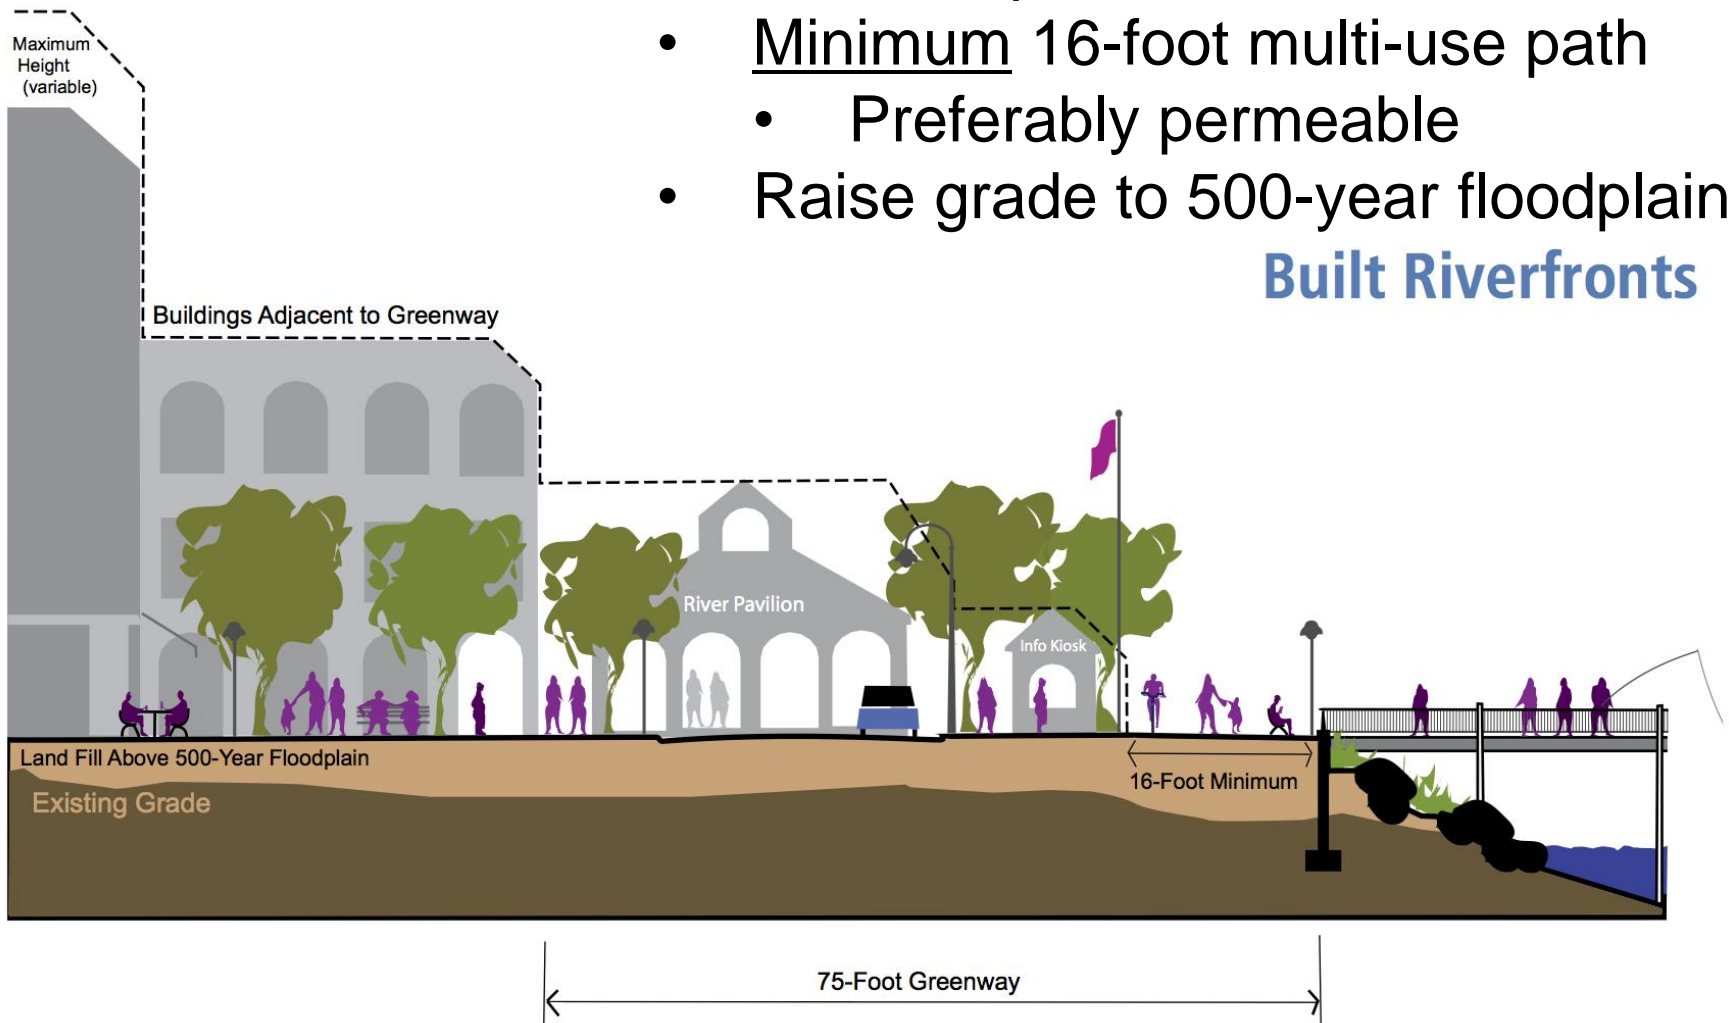 • Minimum 16-foot multi-use path
• Preferably permeable
• Raise grade to 500-year floodplain
Built Riverfronts
Maximum
Height
(variable)
Buildings Adjacent to Greenway
River Pavilion
Info Kiosk
Land Fill Above 500-Year Floodplain
16-Foot Minimum
Existing Grade
75-Foot Greenway